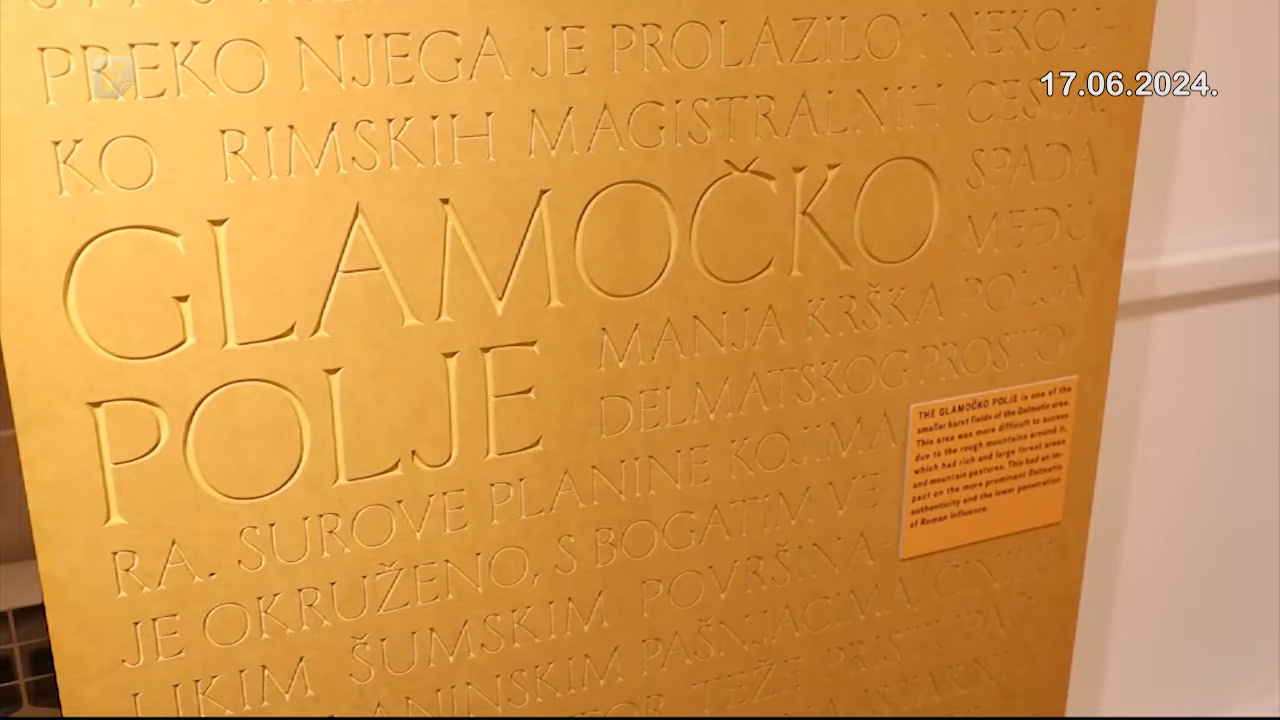 17.06.2024.
PREKO NJEGA JE PROLAZILO I NEKOLI-
KO RIMSKIH MAGISTRALNIH CESTA.
GLAMOČKO SPADA
MEĐU
POLJE MANJA KRŠKA POLJA
DELMATSKOG PROSTO
RA. SUROVE PLANINE KOJIMA
JE OKRUŽENO, S BOGATIM VE
LIKIM ŠUMSKIM POVRŠINA
PLANINSKIM PAŠNJACIMA, ČIN
TEŽE
THE GLAMOČKO POLJE is one of the
smaller karst fields of the Delmatic area.
This area was more difficult to access
due to the rough mountains around it,
which had rich and large forest areas
and mountain pastures. This had an im-
pact on the more prominent Delmatic
authenticity and the lower penetration
of Roman influence.